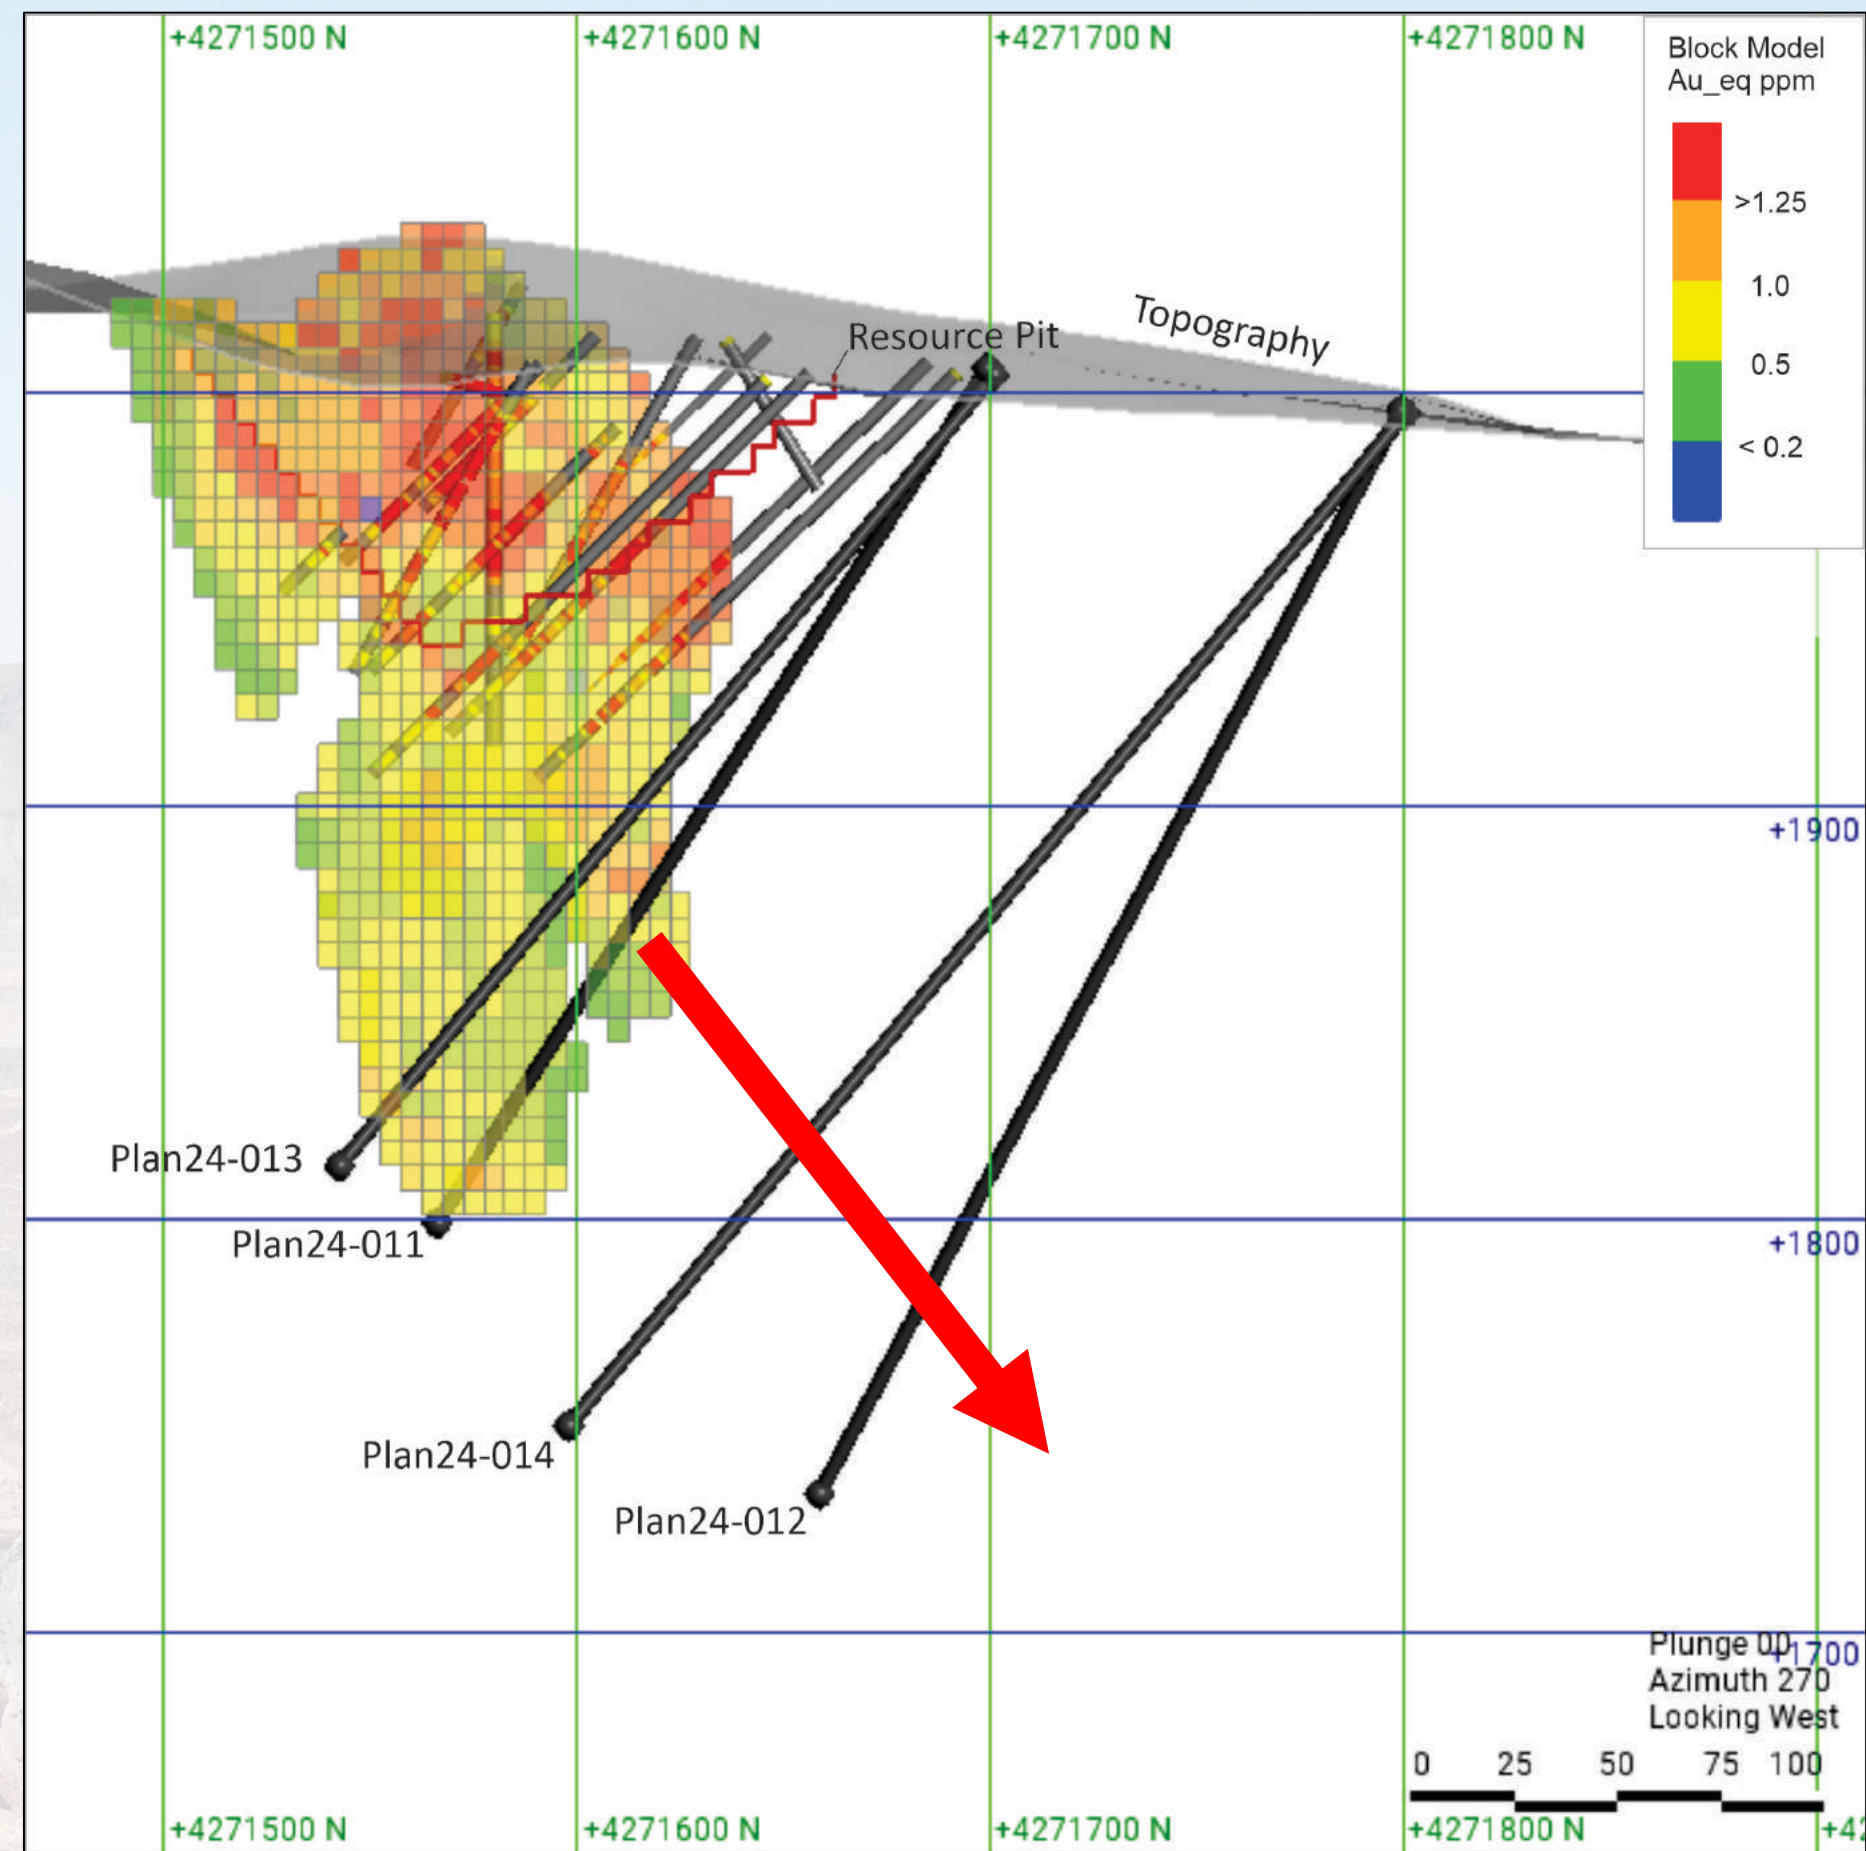 +4271500 N
+4271600 N
+4271700 N
+4271800 N
Block Model
Au_eq ppm
>1.25
1.0
0.5
< 0.2
Topography
Resource Pit
+1900
Plan24-013
Plan24-011
+1800
Plan24-014
Plan24-012
Plunge 00
+1700
Azimuth 270
Looking West
0 25 50 75 100
+4271500 N
+4271600 N
+4271700 N
+4271800 N